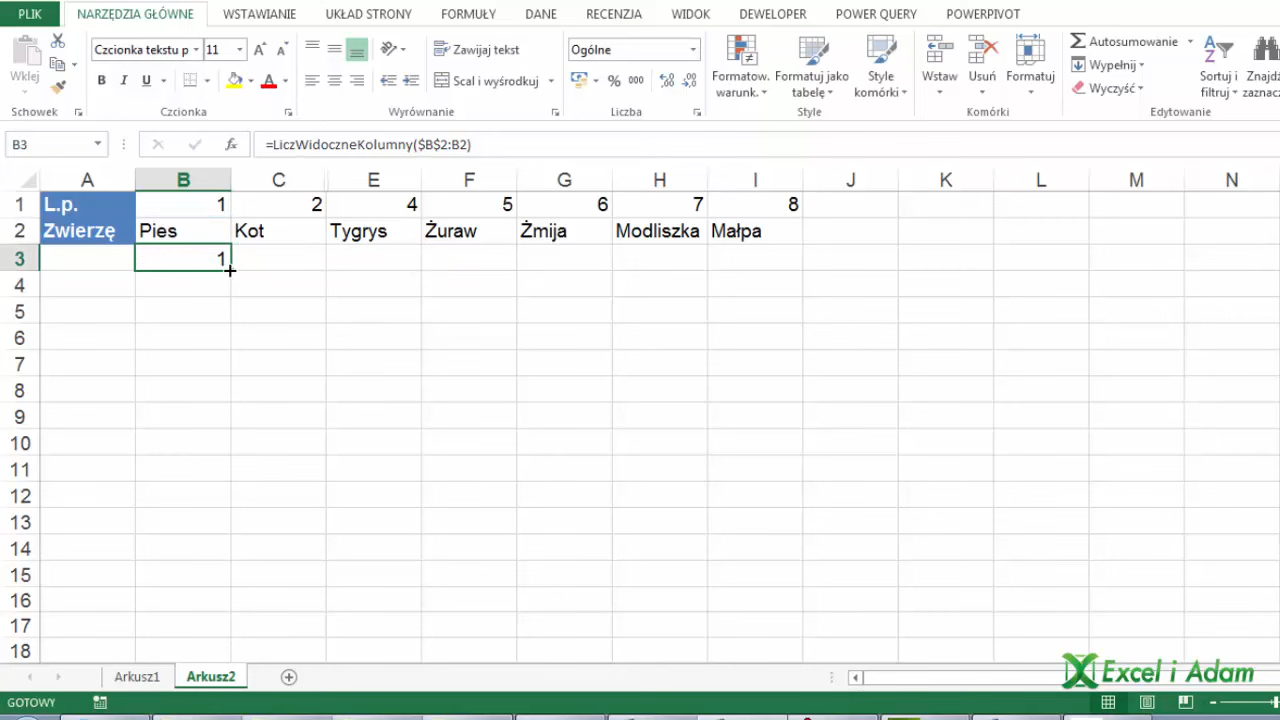 PLIK NARZĘDZIA GŁÓWNE WSTAWIANIE UKŁAD STRONY FORMUŁY DANE RECENZJA WIDOK DEWELOPER POWER QUERY POWERPIVOT
Wklej
Schowek
Czcionka tekstu p 11
B I U
Czcionka
Zawijaj tekst
Scal i wyśrodkuj
Wyrównanie
Ogólne
% 000
Liczba
Formatow. warunk.
Formatuj jako tabelę
Style komórki
Style
Wstaw Usuń Formatuj
Komórki
Autosumowanie
Wypełnij
Wyczyść
Sortuj i filtruj
Edytowanie
B3 fx =LiczWidoczneKolumny($B$2:B2)
A B C E F G H I J K L M N
1 L.p. 1 2 4 5 6 7 8
2 Zwierzę Pies Kot Tygrys Żuraw Żmija Modliszka Małpa
3 1
4
5
6
7
8
9
10
11
12
13
14
15
16
17
18
Arkusz1 Arkusz2
Excel i Adam
GOTOWY